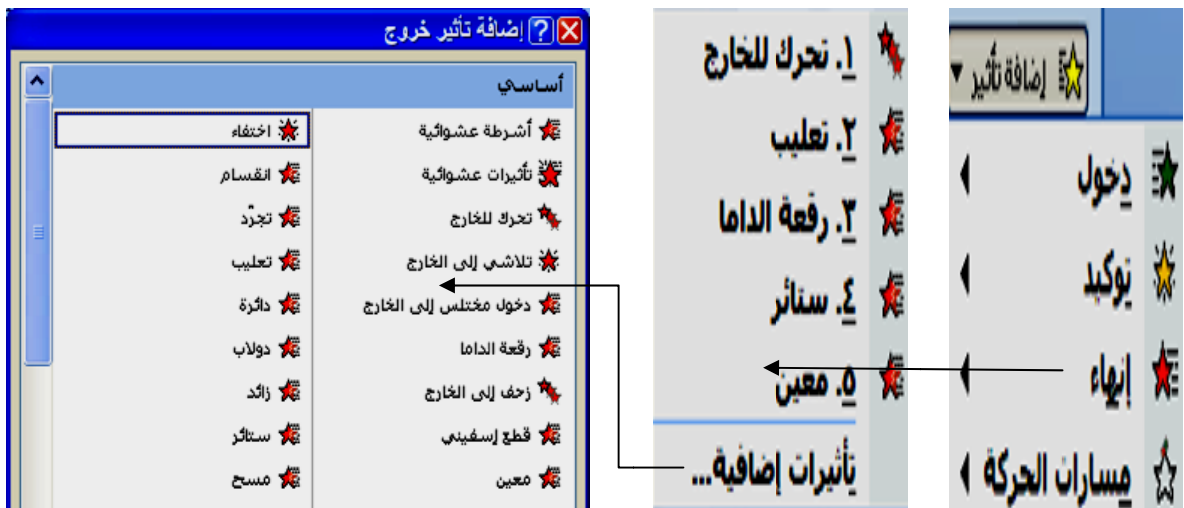 إضافة تأثير
دخول
توكيد
إنهاء
مسارات الحركة
١. تحرك للخارج
٢. تعليب
٣. رقعة الداما
٤. ستائر
٥. معين
تأثيرات إضافية...
إضافة تأثير خروج
أساسي
أشرطة عشوائية
اختفاء
تأثيرات عشوائية
انقسام
تحرك للخارج
تجرّد
تلاشي إلى الخارج
تعليب
دخول مختلس إلى الخارج
دائرة
رقعة الداما
دولاب
زحف إلى الخارج
زائد
قطع إسفيني
ستائر
معين
مسح